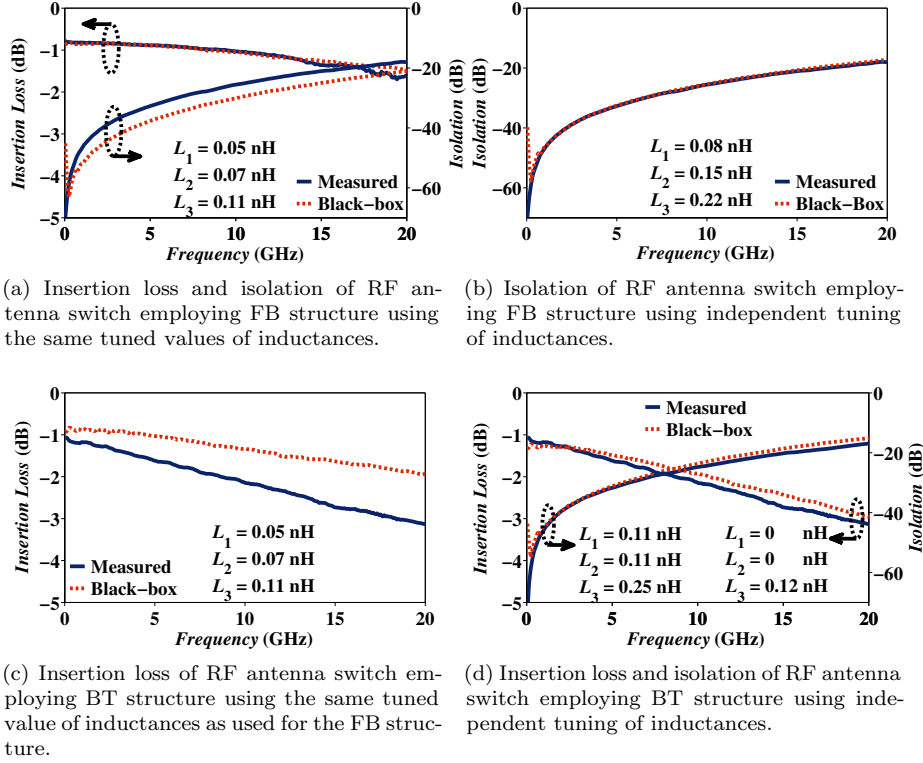 0
−1
−2
−3
−4
−5
Insertion Loss (dB)
0
−20
−40
−60
Isolation (dB)
L1 = 0.05 nH
L2 = 0.07 nH
L3 = 0.11 nH
Measured
Black−box
0 5 10 15 20
Frequency (GHz)
0
−20
−40
−60
Isolation (dB)
L1 = 0.08 nH
L2 = 0.15 nH
L3 = 0.22 nH
Measured
Black−Box
0 5 10 15 20
Frequency (GHz)
(a) Insertion loss and isolation of RF an-
tenna switch employing FB structure using
the same tuned values of inductances.
(b) Isolation of RF antenna switch employ-
ing FB structure using independent tuning
of inductances.
0
−1
−2
−3
−4
−5
Insertion Loss (dB)
L1 = 0.05 nH
L2 = 0.07 nH
L3 = 0.11 nH
Measured
Black−box
0 5 10 15 20
Frequency (GHz)
0
−1
−2
−3
−4
−5
Insertion Loss (dB)
0
−20
−40
−60
Isolation (dB)
Measured
Black−box
L1 = 0.11 nH
L2 = 0.11 nH
L3 = 0.25 nH
L1 = 0 nH
L2 = 0 nH
L3 = 0.12 nH
0 5 10 15 20
Frequency (GHz)
(c) Insertion loss of RF antenna switch em-
ploying BT structure using the same tuned
value of inductances as used for the FB struc-
ture.
(d) Insertion loss and isolation of RF antenna
switch employing BT structure using inde-
pendent tuning of inductances.